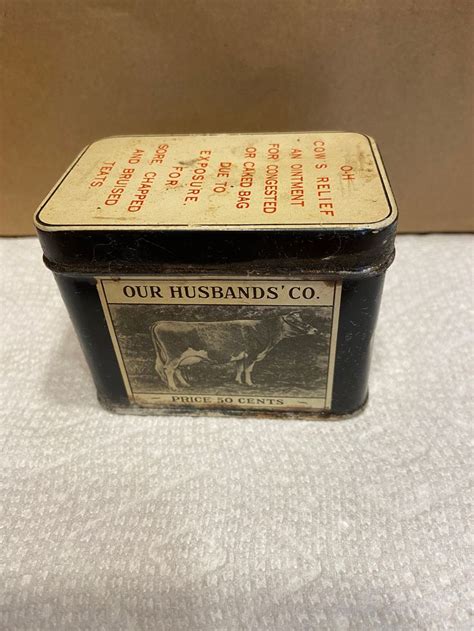 O-H
COW'S RELIEF
AN OINTMENT
FOR CONGESTED
OR CAKED BAG
DUE TO
EXPOSURE.
FOR
SORE, CHAPPED
AND BRUISED
TEATS
OUR HUSBANDS' CO.
PRICE 50 CENTS